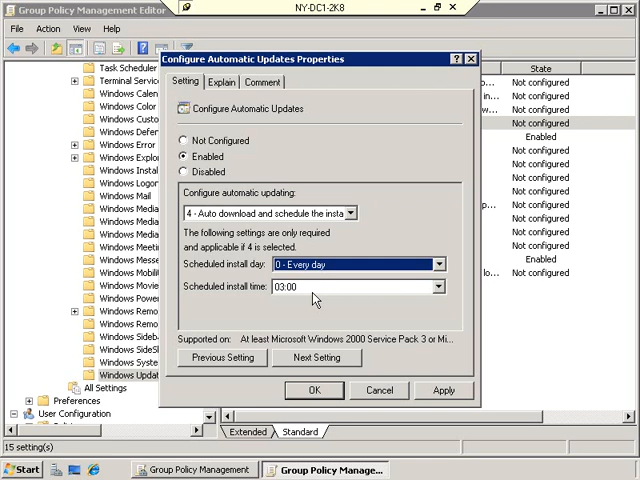 Group Policy Management Editor
NY-DC1-2K8
File Action View Help
Configure Automatic Updates Properties
Setting Explain Comment
Configure Automatic Updates
Not Configured
Enabled
Disabled
Configure automatic updating:
4 - Auto download and schedule the insta
The following settings are only required
and applicable if 4 is selected.
Scheduled install day: 0 - Every day
Scheduled install time: 03:00
Supported on: At least Microsoft Windows 2000 Service Pack 3 or Mi...
Previous Setting Next Setting
OK Cancel Apply
Task Scheduler
Terminal Servic
Windows Calen
Windows Color
Windows Custo
Windows Defer
Windows Error
Windows Explo
Windows Instal
Windows Logon
Windows Mail
Windows Media
Windows Media
Windows Meeti
Windows Messe
Windows Mobili
Windows Movie
Windows Power
Windows Remo
Windows Remo
Windows Sideb
Windows SideS
Windows Syste
Windows Updat
All Settings
Preferences
User Configuration
State
Not configured
Not configured
Not configured
Not configured
Enabled
Not configured
Not configured
Not configured
Not configured
Not configured
Not configured
Not configured
Not configured
Enabled
Not configured
Extended Standard
15 setting(s)
Start Group Policy Management Group Policy Manage...